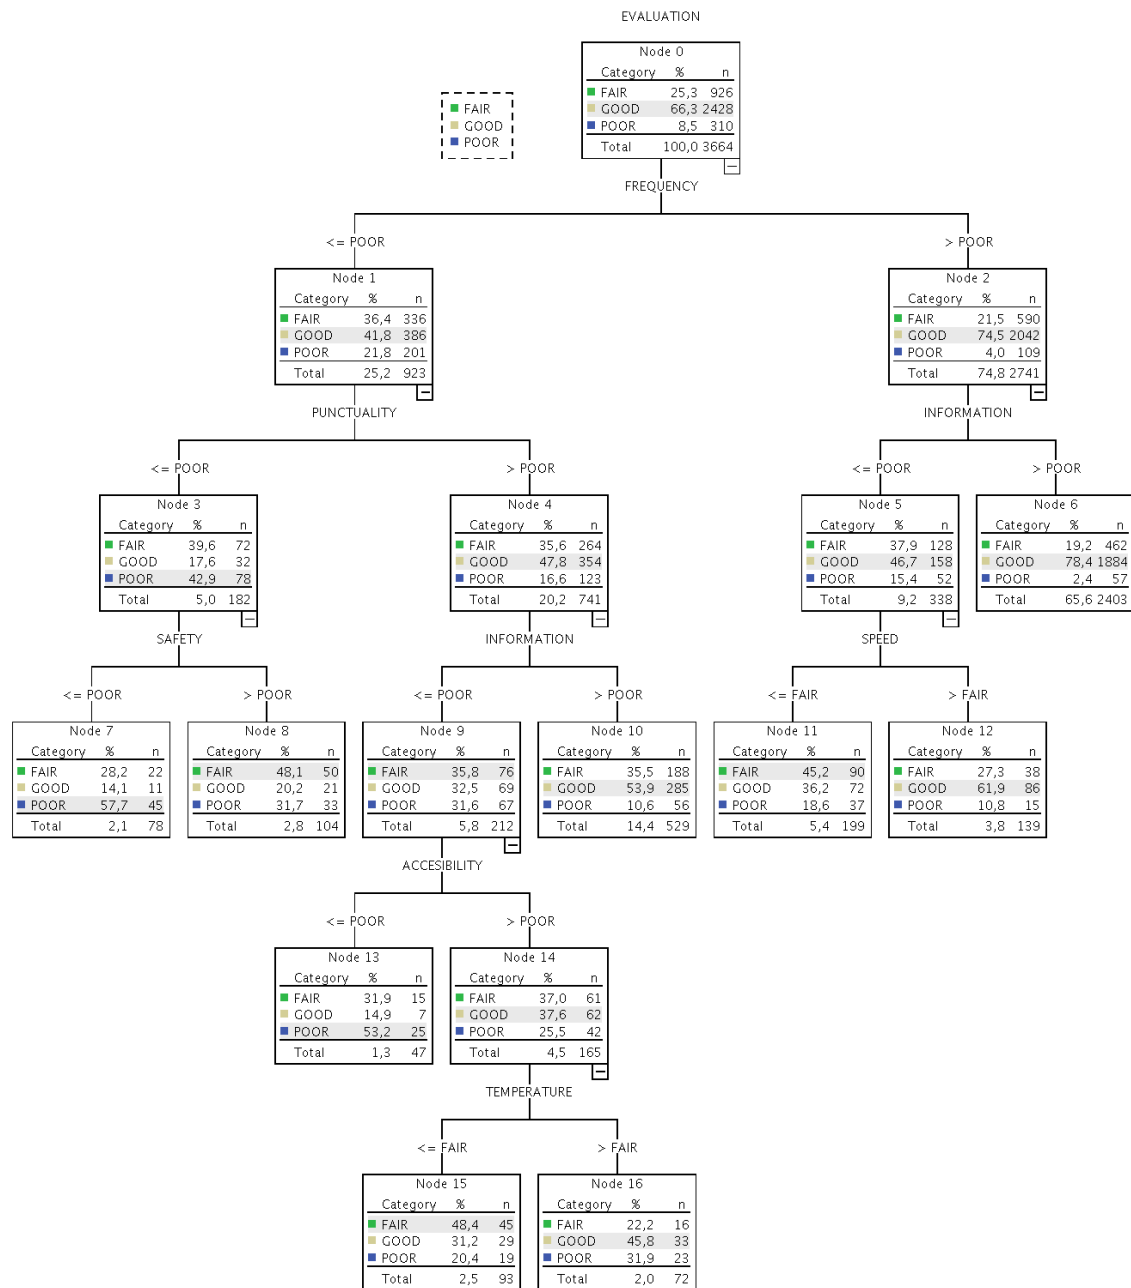 EVALUATION
Node 0
Category % n
FAIR 25,3 926
GOOD 66,3 2428
POOR 8,5 310
Total 100,0 3664
FAIR
GOOD
POOR
FREQUENCY
<= POOR
> POOR
Node 1
Category % n
FAIR 36,4 336
GOOD 41,8 386
POOR 21,8 201
Total 25,2 923
Node 2
Category % n
FAIR 21,5 590
GOOD 74,5 2042
POOR 4,0 109
Total 74,8 2741
PUNCTUALITY
INFORMATION
<= POOR
> POOR
<= POOR
> POOR
Node 3
Category % n
FAIR 39,6 72
GOOD 17,6 32
POOR 42,9 78
Total 5,0 182
Node 4
Category % n
FAIR 35,6 264
GOOD 47,8 354
POOR 16,6 123
Total 20,2 741
Node 5
Category % n
FAIR 37,9 128
GOOD 46,7 158
POOR 15,4 52
Total 9,2 338
Node 6
Category % n
FAIR 19,2 462
GOOD 78,4 1884
POOR 2,4 57
Total 65,6 2403
SAFETY
INFORMATION
SPEED
<= POOR
> POOR
<= POOR
> POOR
<= FAIR
> FAIR
Node 7
Category % n
FAIR 28,2 22
GOOD 14,1 11
POOR 57,7 45
Total 2,1 78
Node 8
Category % n
FAIR 48,1 50
GOOD 20,2 21
POOR 31,7 33
Total 2,8 104
Node 9
Category % n
FAIR 35,8 76
GOOD 32,5 69
POOR 31,6 67
Total 5,8 212
Node 10
Category % n
FAIR 35,5 188
GOOD 53,9 285
POOR 10,6 56
Total 14,4 529
Node 11
Category % n
FAIR 45,2 90
GOOD 36,2 72
POOR 18,6 37
Total 5,4 199
Node 12
Category % n
FAIR 27,3 38
GOOD 61,9 86
POOR 10,8 15
Total 3,8 139
ACCESIBILITY
<= POOR
> POOR
Node 13
Category % n
FAIR 31,9 15
GOOD 14,9 7
POOR 53,2 25
Total 1,3 47
Node 14
Category % n
FAIR 37,0 61
GOOD 37,6 62
POOR 25,5 42
Total 4,5 165
TEMPERATURE
<= FAIR
> FAIR
Node 15
Category % n
FAIR 48,4 45
GOOD 31,2 29
POOR 20,4 19
Total 2,5 93
Node 16
Category % n
FAIR 22,2 16
GOOD 45,8 33
POOR 31,9 23
Total 2,0 72